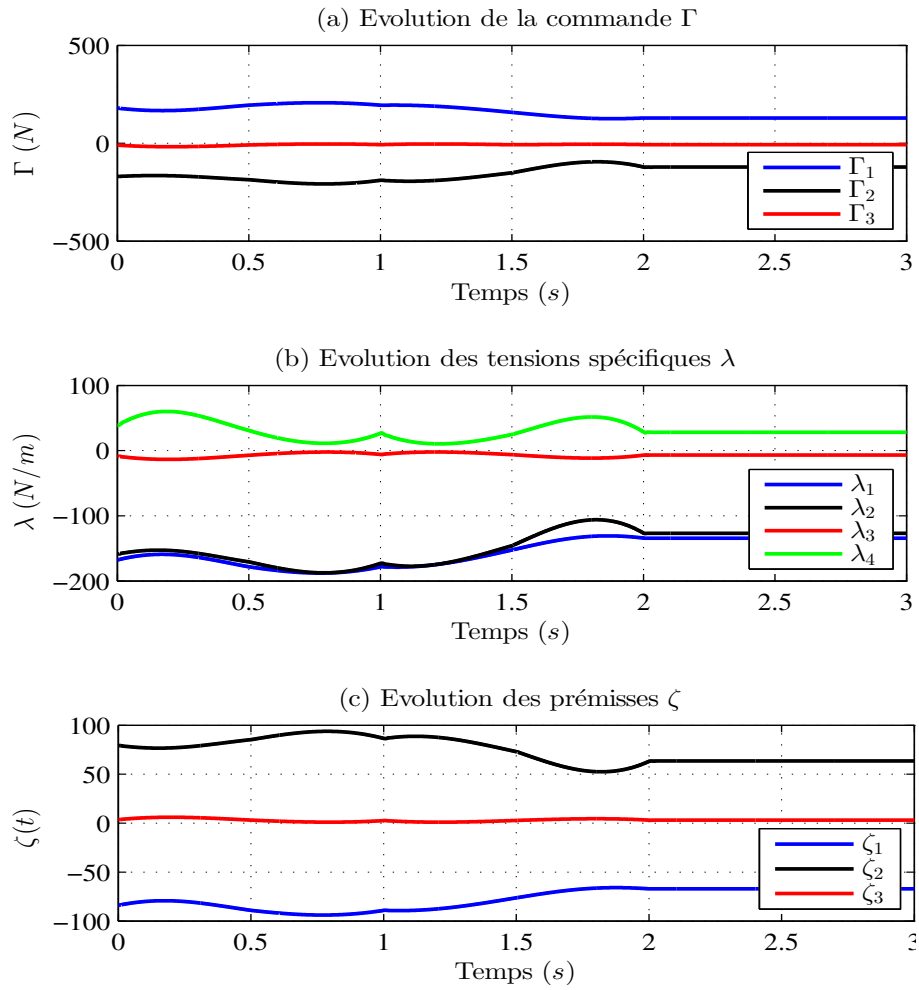 (a) Evolution de la commande Γ
500
0
−500
Γ (N)
Γ1
Γ2
Γ3
0 0.5 1 1.5 2 2.5 3
Temps (s)
(b) Evolution des tensions spécifiques λ
100
0
−100
−200
λ (N/m)
λ1
λ2
λ3
λ4
0 0.5 1 1.5 2 2.5 3
Temps (s)
(c) Evolution des prémisses ζ
100
50
0
−50
−100
ζ(t)
ζ1
ζ2
ζ3
0 0.5 1 1.5 2 2.5 3
Temps (s)